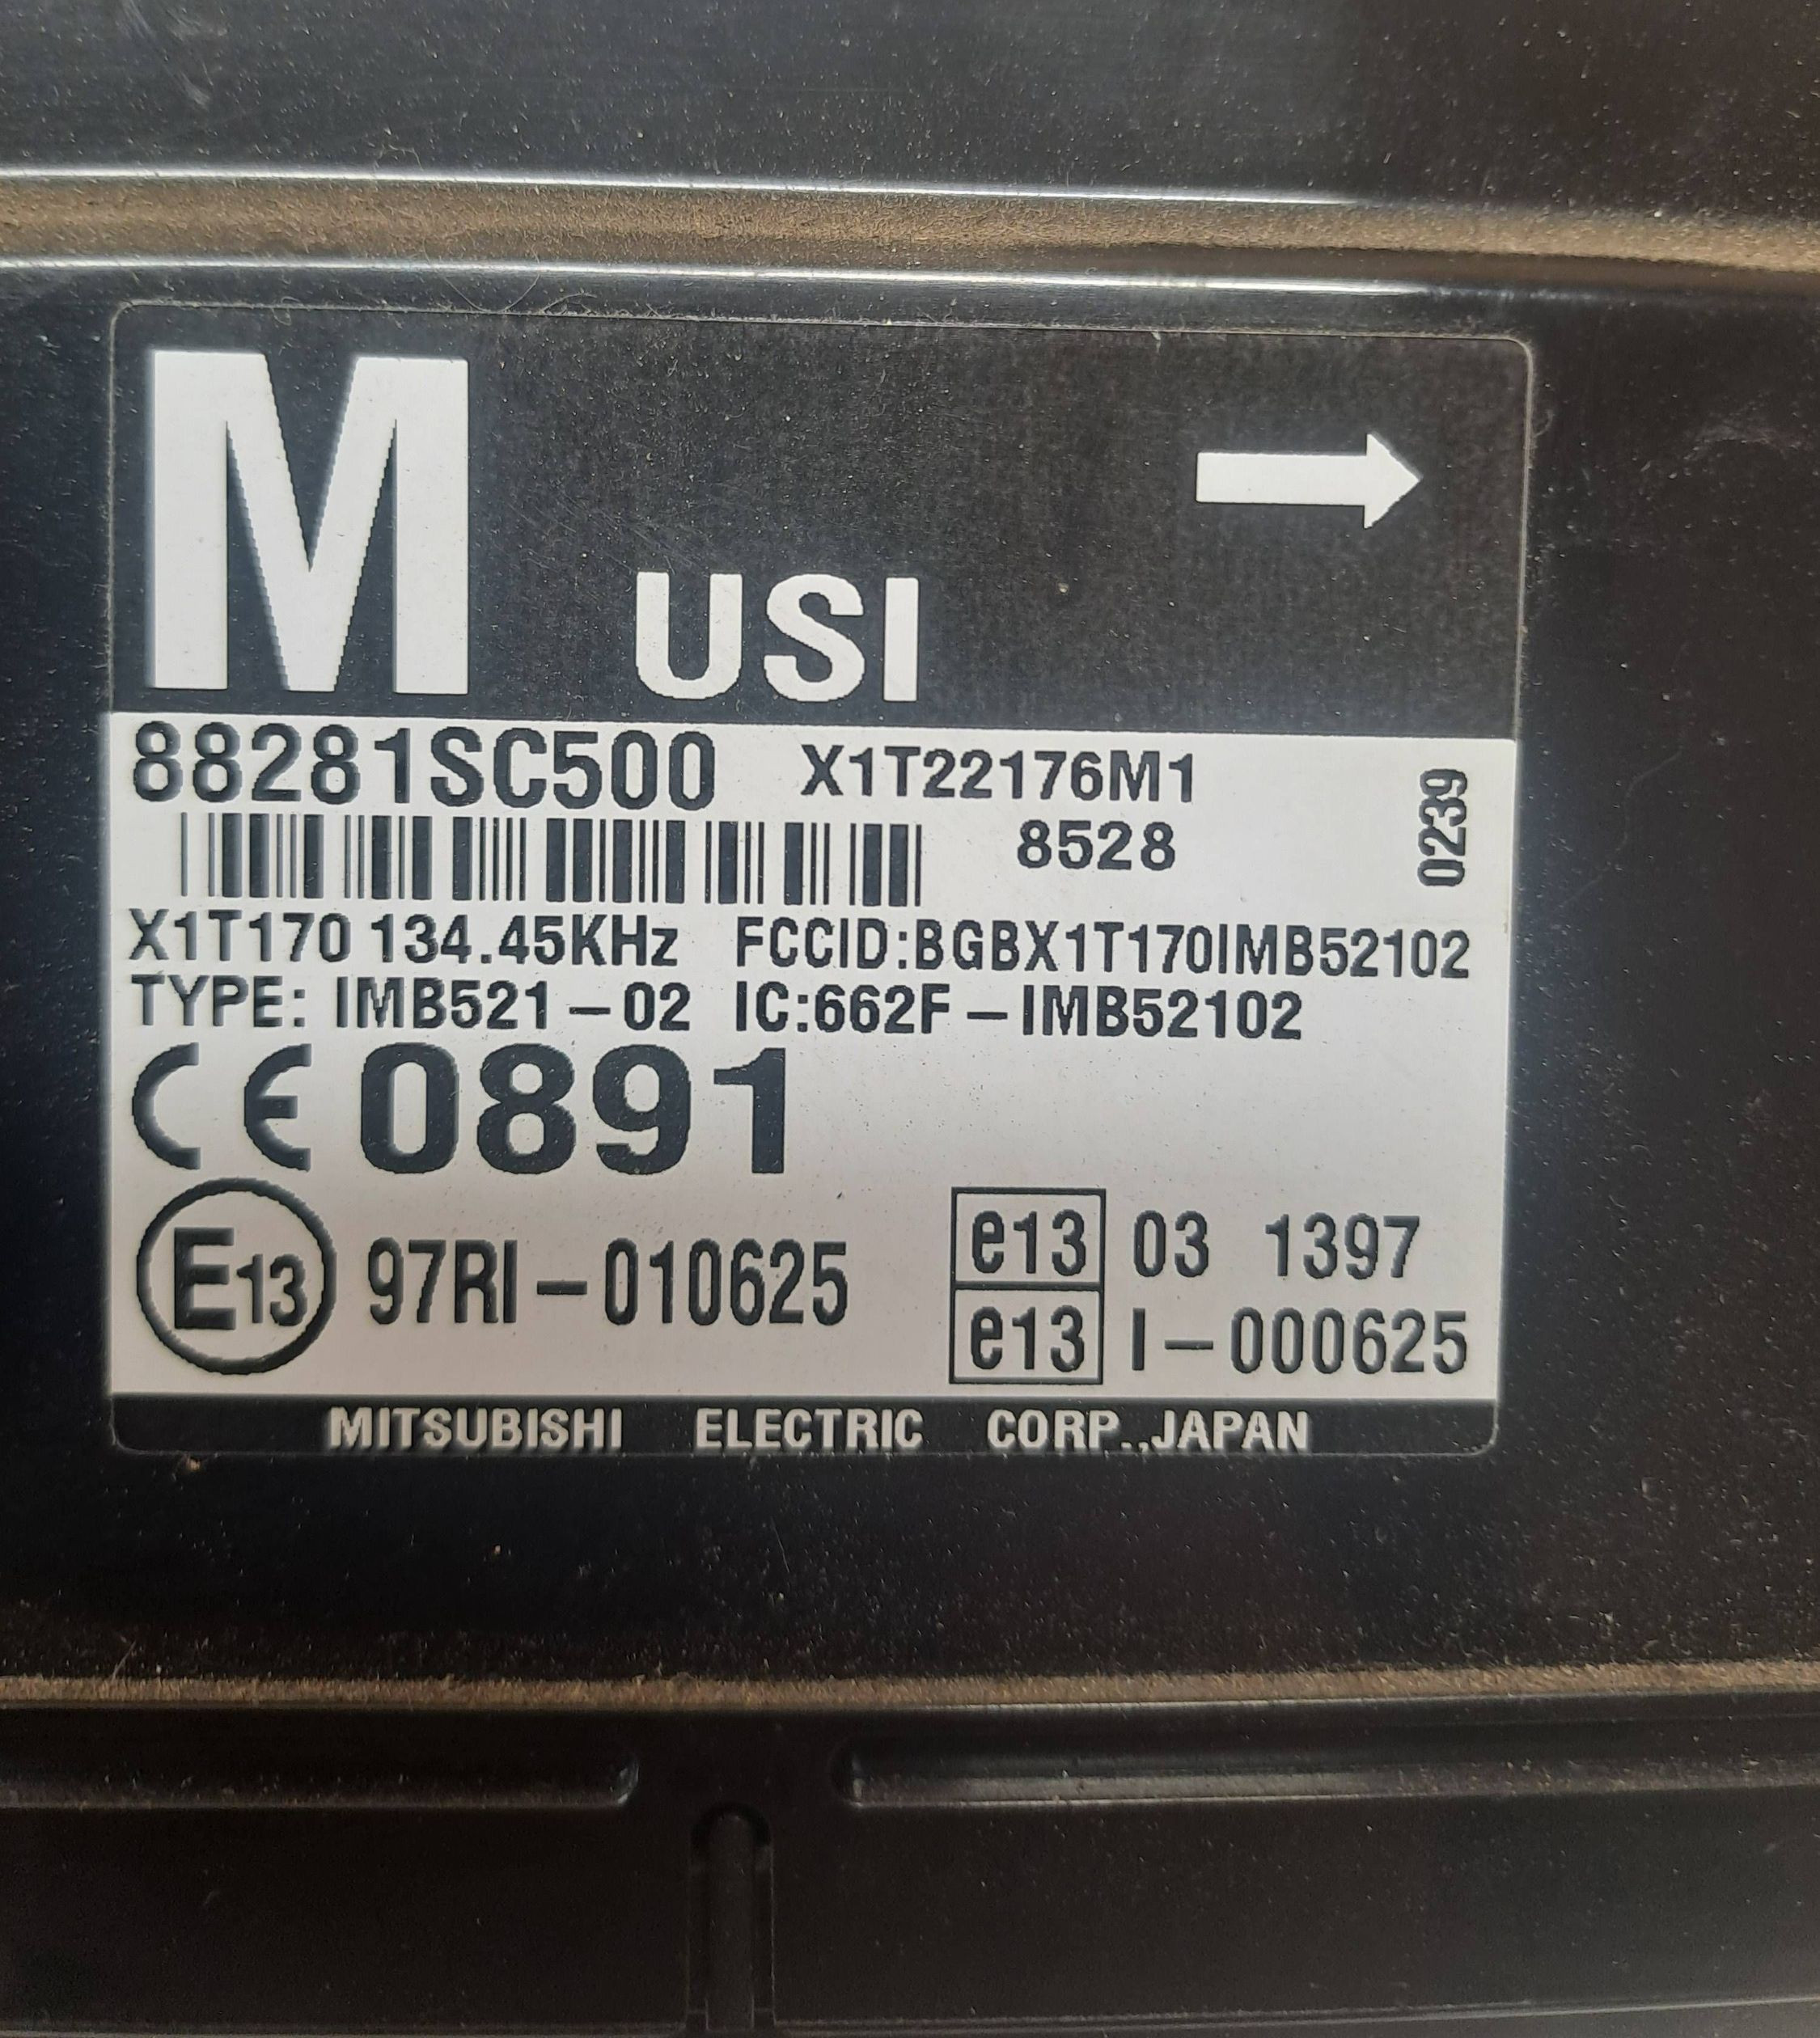 M USI
88281SC500 X1T22176M1
8528
0239
X1T170 134.45KHz FCCID:BGBX1T170IMB52102
TYPE: IMB521-02 IC:662F-IMB52102
CE 0891
E13 97RI-010625
e13 03 1397
e13 I-000625
MITSUBISHI ELECTRIC CORP.,JAPAN